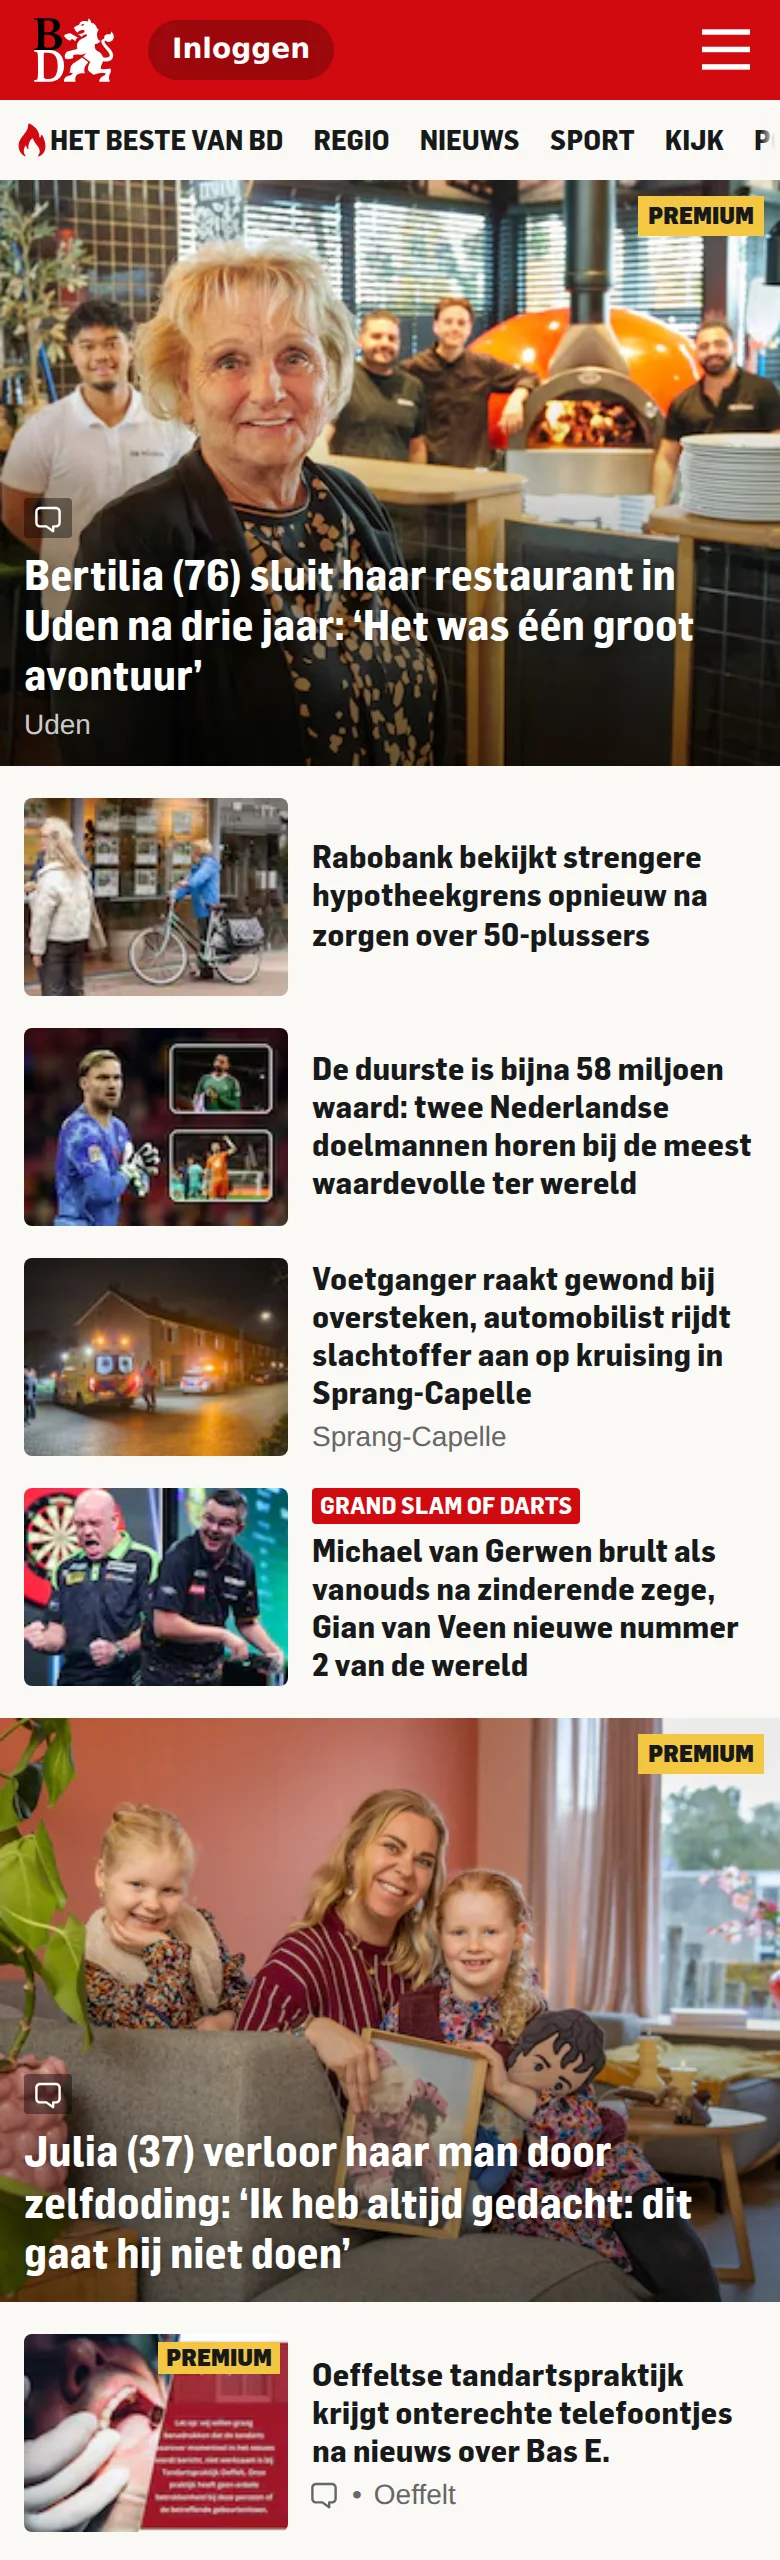 BD
Inloggen
HET BESTE VAN BD REGIO NIEUWS SPORT KIJK
PREMIUM
Bertilia (76) sluit haar restaurant in
Uden na drie jaar: ‘Het was één groot
avontuur’
Uden
Rabobank bekijkt strengere
hypotheekgrens opnieuw na
zorgen over 50-plussers
De duurste is bijna 58 miljoen
waard: twee Nederlandse
doelmannen horen bij de meest
waardevolle ter wereld
Voetganger raakt gewond bij
oversteken, automobilist rijdt
slachtoffer aan op kruising in
Sprang-Capelle
Sprang-Capelle
GRAND SLAM OF DARTS
Michael van Gerwen brult als
vanouds na zinderende zege,
Gian van Veen nieuwe nummer
2 van de wereld
PREMIUM
Julia (37) verloor haar man door
zelfdoding: ‘Ik heb altijd gedacht: dit
gaat hij niet doen’
PREMIUM
Oeffeltse tandartspraktijk
krijgt onterechte telefoontjes
na nieuws over Bas E.
• Oeffelt